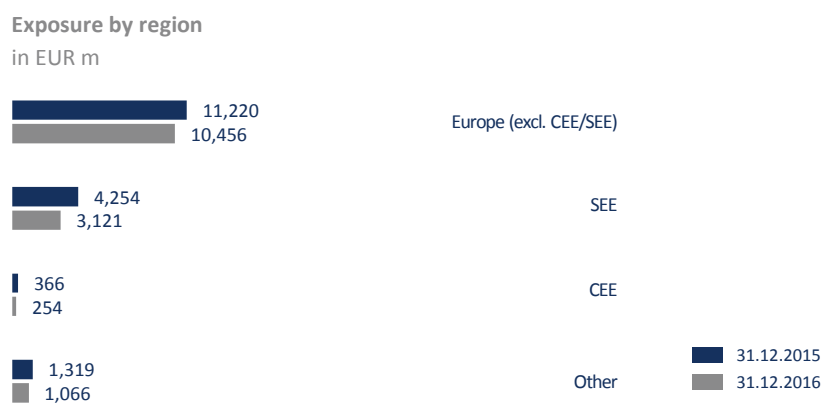 Exposure by region
in EUR m
11,220
10,456
Europe (excl. CEE/SEE)
4,254
3,121
SEE
366
254
CEE
1,319
1,066
Other
31.12.2015
31.12.2016